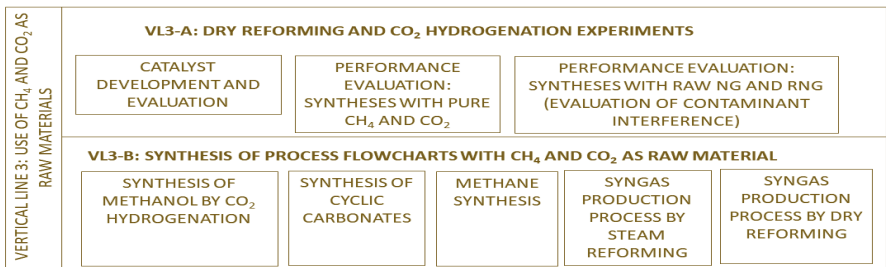 VERTICAL LINE 3: USE OF CH₄ AND CO₂ AS
RAW MATERIALS
VL3-A: DRY REFORMING AND CO₂ HYDROGENATION EXPERIMENTS
CATALYST
DEVELOPMENT AND
EVALUATION
PERFORMANCE
EVALUATION:
SYNTHESES WITH PURE
CH₄ AND CO₂
PERFORMANCE EVALUATION:
SYNTHESES WITH RAW NG AND RNG
(EVALUATION OF CONTAMINANT
INTERFERENCE)
VL3-B: SYNTHESIS OF PROCESS FLOWCHARTS WITH CH₄ AND CO₂ AS RAW MATERIAL
SYNTHESIS OF
METHANOL BY CO₂
HYDROGENATION
SYNTHESIS OF
CYCLIC
CARBONATES
METHANE
SYNTHESIS
SYNGAS
PRODUCTION
PROCESS BY
STEAM
REFORMING
SYNGAS
PRODUCTION
PROCESS BY DRY
REFORMING